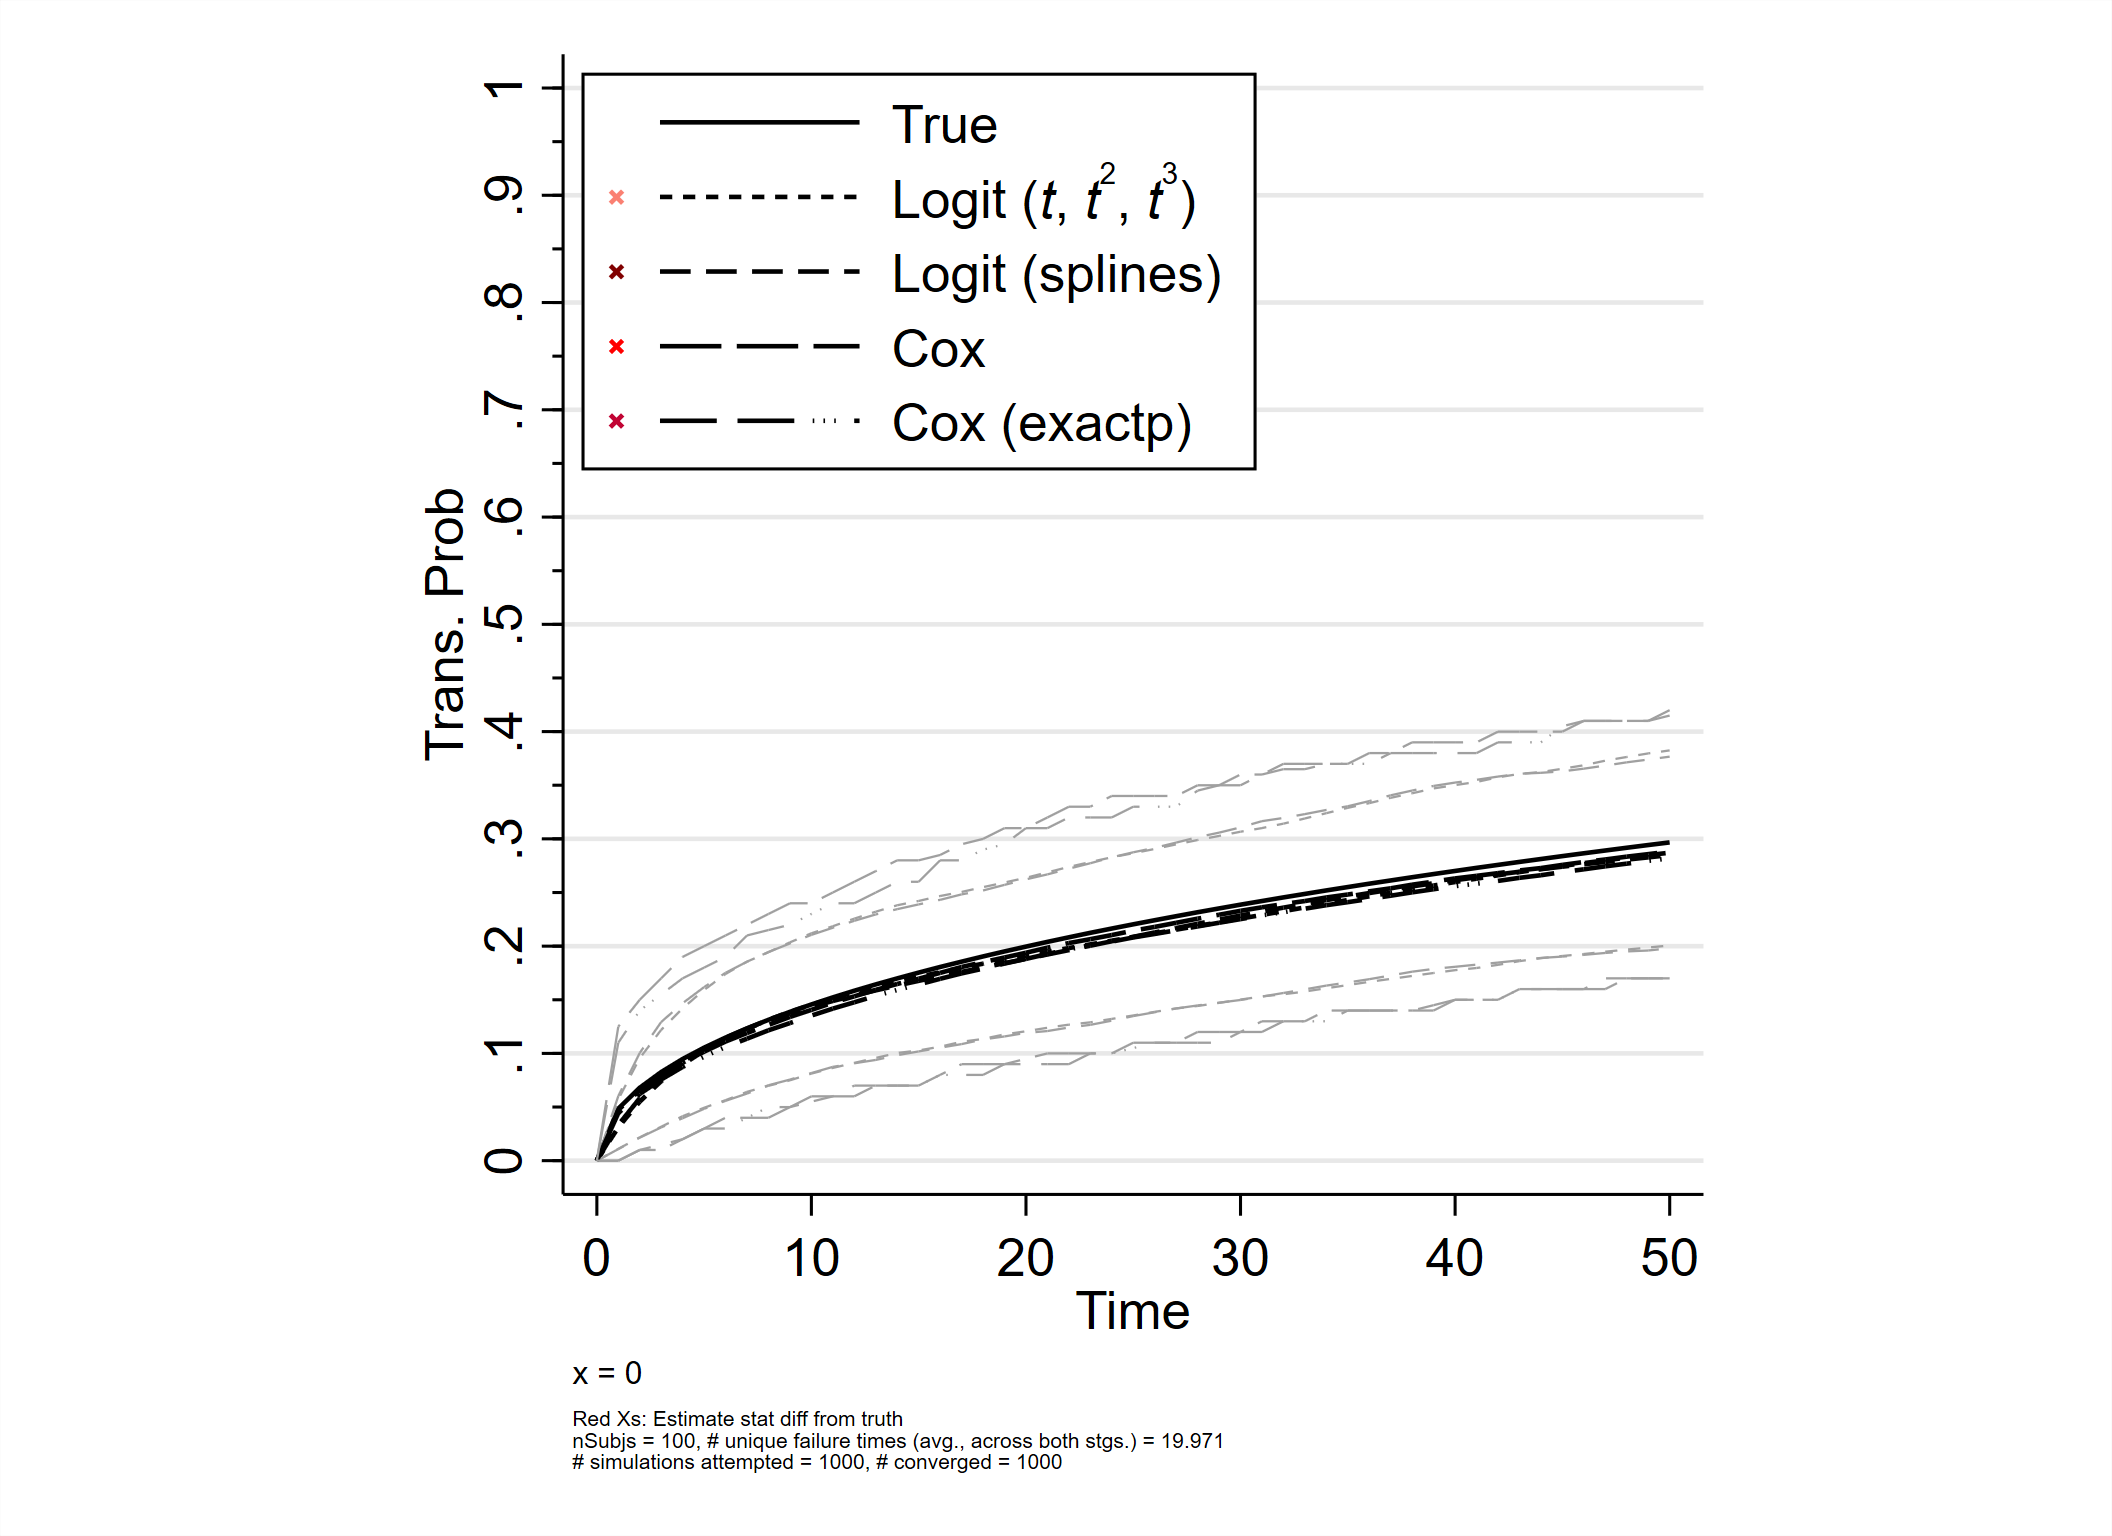 True
Logit (t, t², t³)
Logit (splines)
Cox
Cox (exactp)
Trans. Prob
1
.9
.8
.7
.6
.5
.4
.3
.2
.1
0
0 10 20 30 40 50
Time
x = 0
Red Xs: Estimate stat diff from truth
nSubjs = 100, # unique failure times (avg., across both stgs.) = 19.971
# simulations attempted = 1000, # converged = 1000